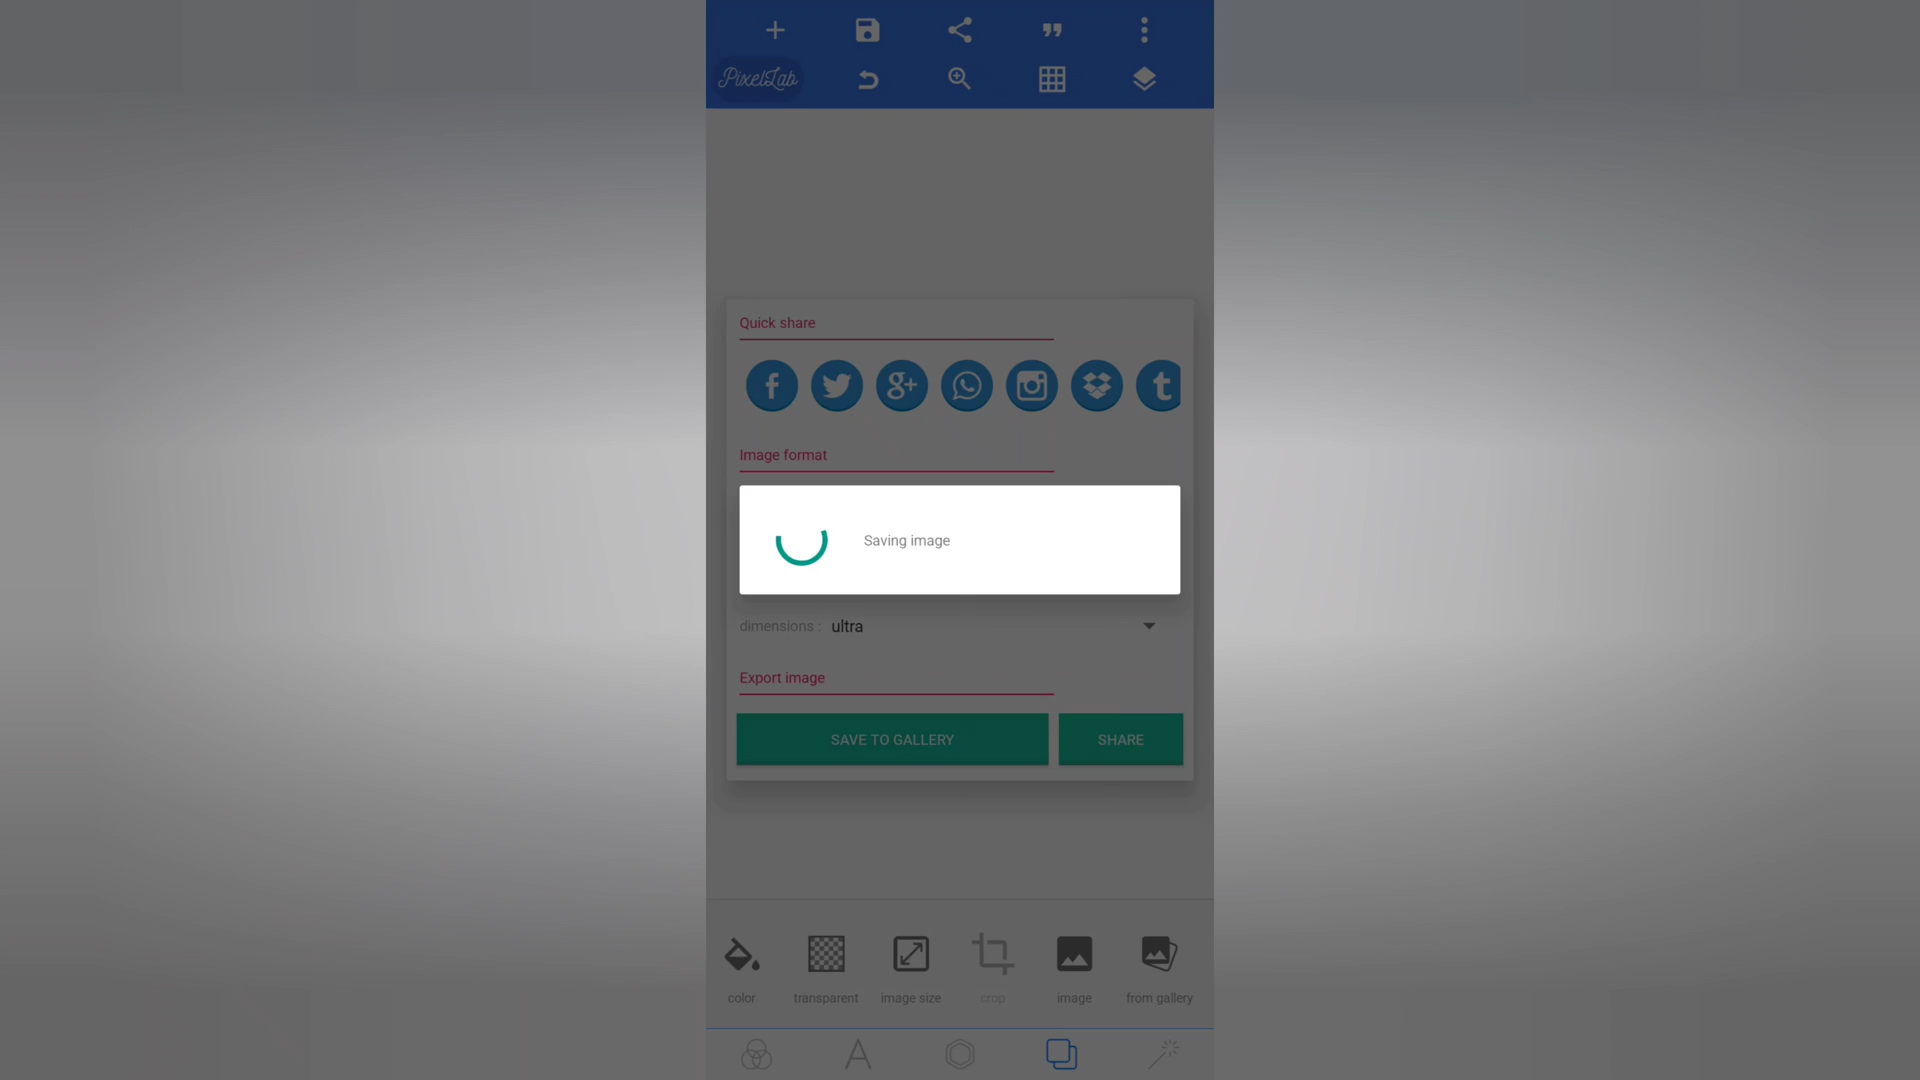 PixelLab
Quick share
Image format
Saving image
dimensions : ultra
Export image
SAVE TO GALLERY SHARE
color transparent image size crop image from gallery